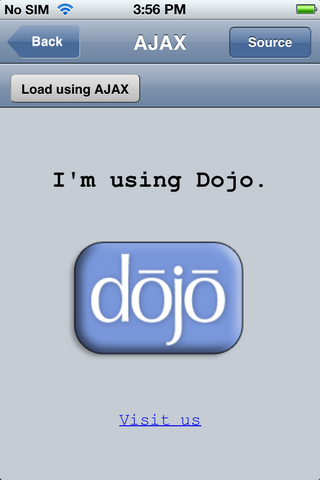 No SIM 3:56 PM
Back AJAX Source
Load using AJAX
I'm using Dojo.
dōjō
Visit us